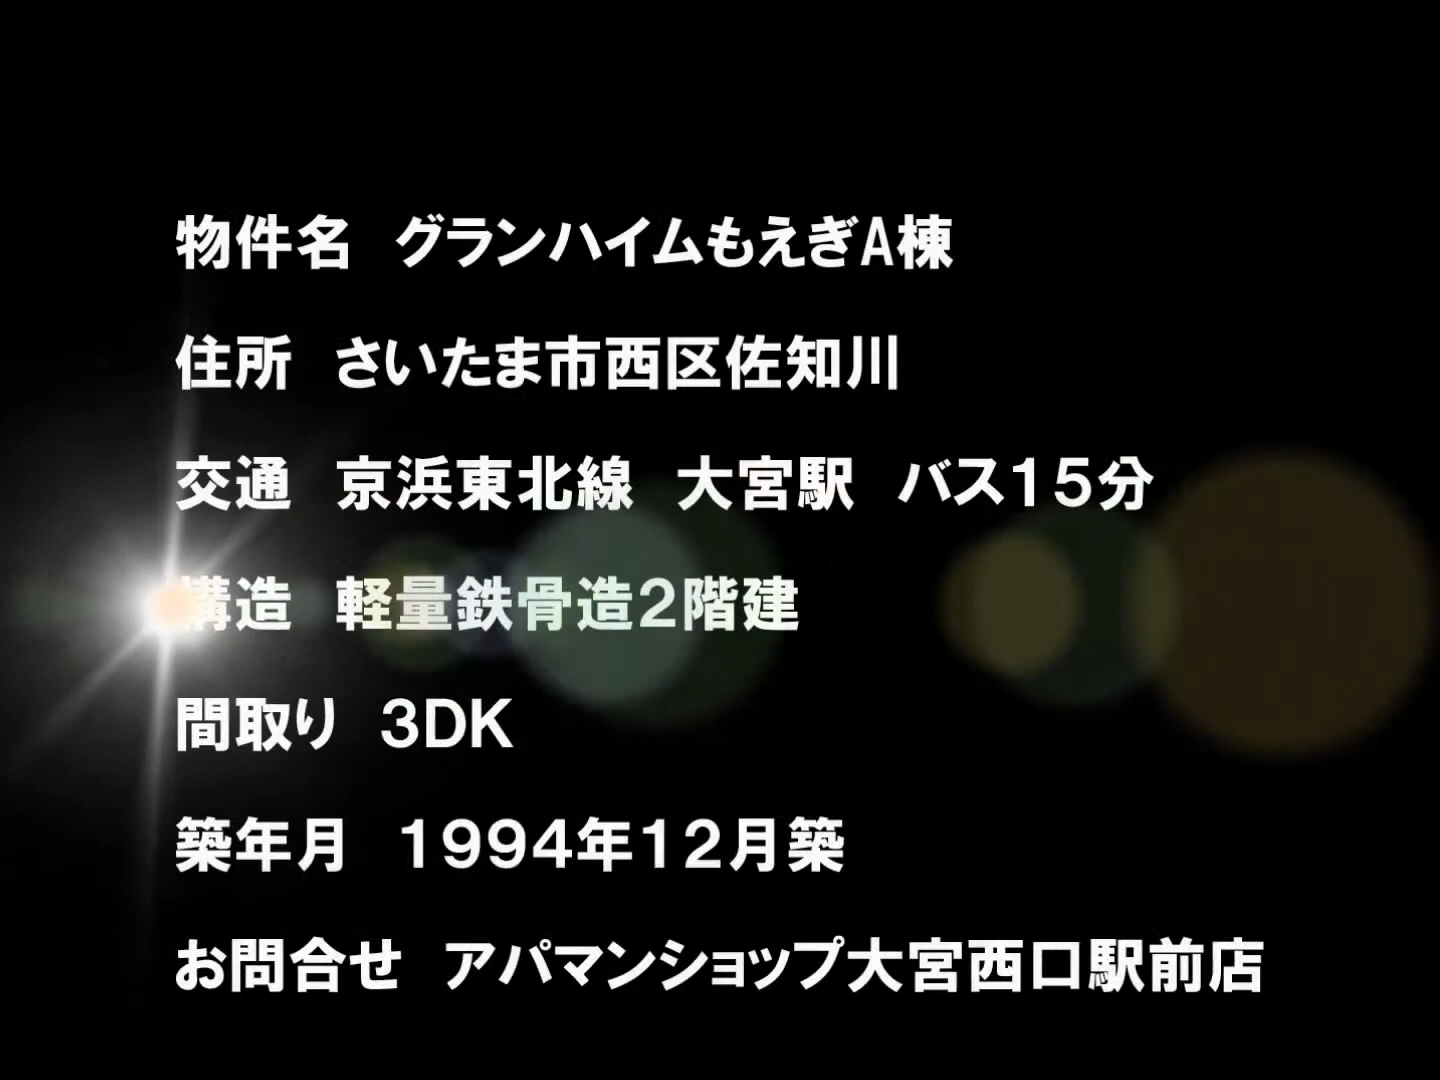 物件名　グランハイムもえぎA棟
住所　さいたま市西区佐知川
交通　京浜東北線　大宮駅　バス１５分
構造　軽量鉄骨造２階建
間取り　３DK
築年月　１９９４年１２月築
お問合せ　アパマンショップ大宮西口駅前店